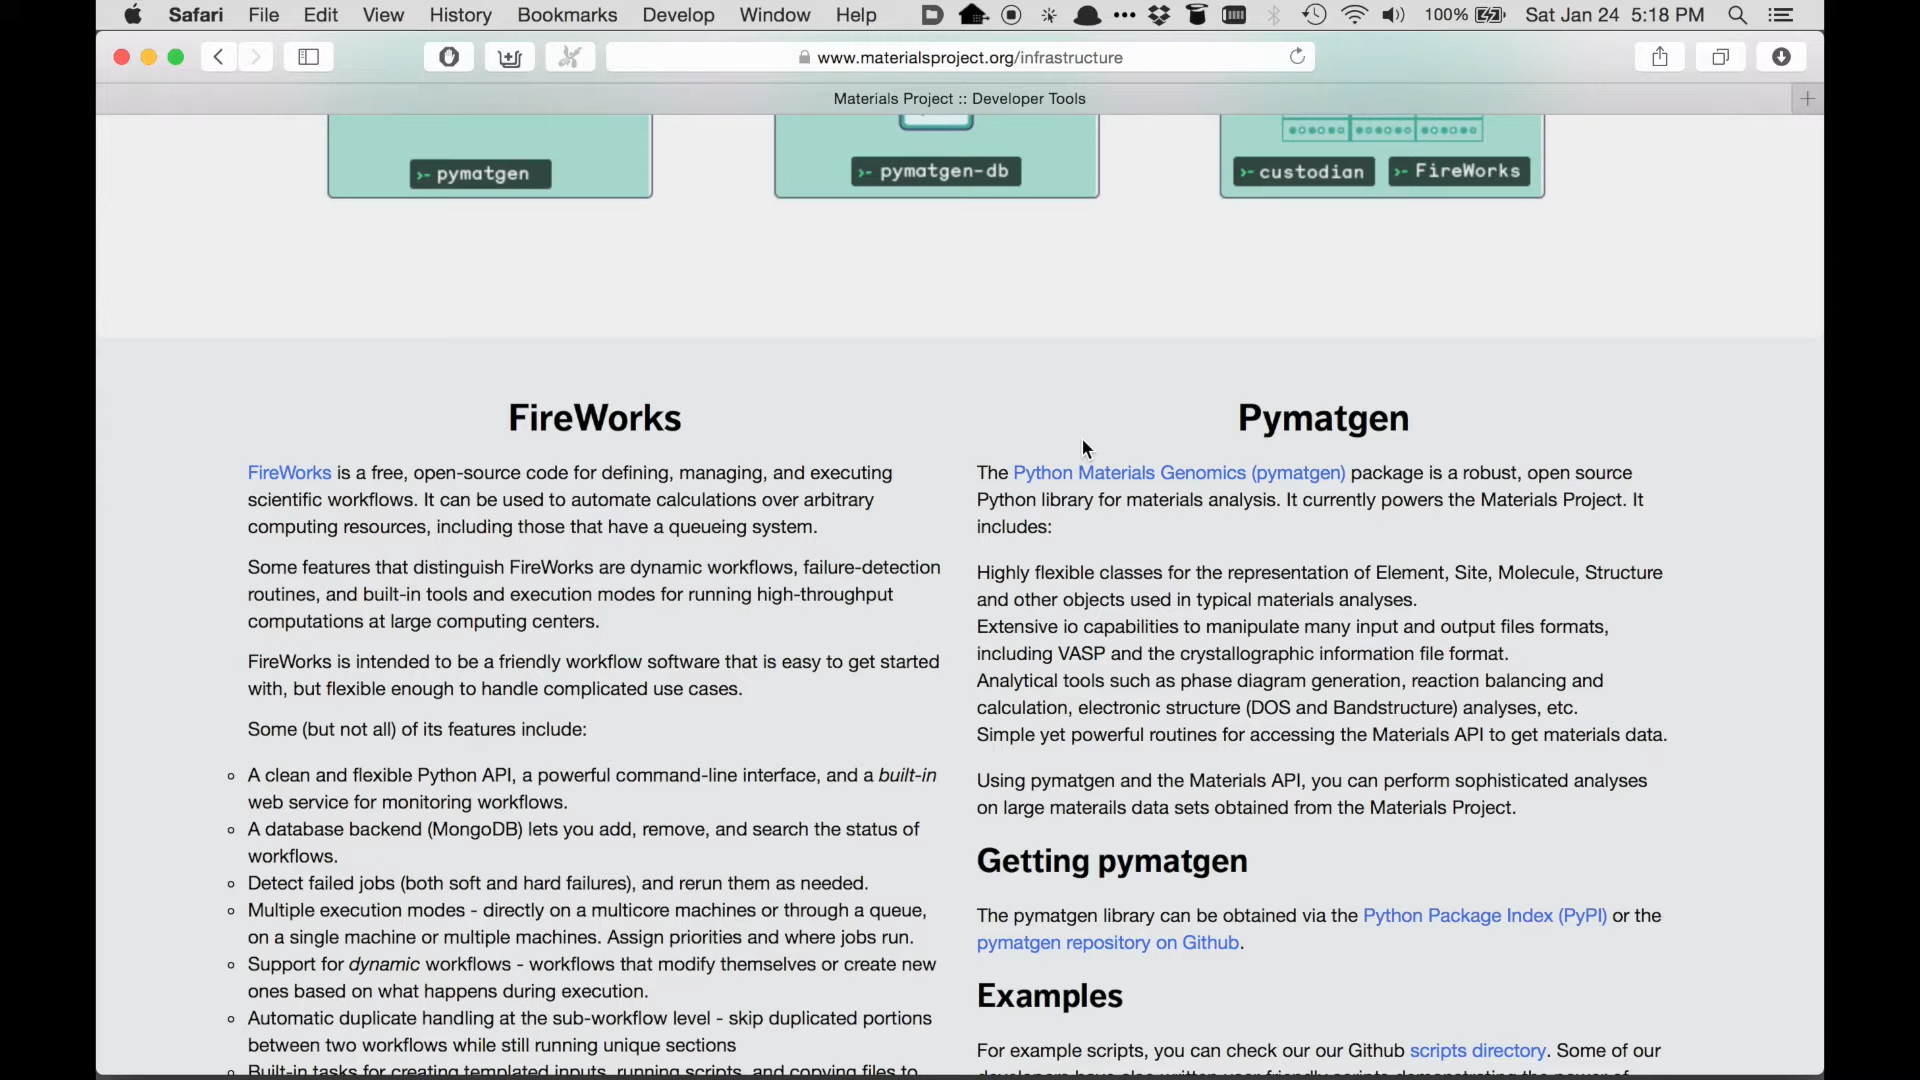 Safari File Edit View History Bookmarks Develop Window Help 100% Sat Jan 24 5:18 PM
www.materialsproject.org/infrastructure
Materials Project :: Developer Tools
>- pymatgen
>- pymatgen-db
>- custodian >- FireWorks
FireWorks
FireWorks is a free, open-source code for defining, managing, and executing
scientific workflows. It can be used to automate calculations over arbitrary
computing resources, including those that have a queueing system.
Some features that distinguish FireWorks are dynamic workflows, failure-detection
routines, and built-in tools and execution modes for running high-throughput
computations at large computing centers.
FireWorks is intended to be a friendly workflow software that is easy to get started
with, but flexible enough to handle complicated use cases.
Some (but not all) of its features include:
A clean and flexible Python API, a powerful command-line interface, and a built-in
web service for monitoring workflows.
A database backend (MongoDB) lets you add, remove, and search the status of
workflows.
Detect failed jobs (both soft and hard failures), and rerun them as needed.
Multiple execution modes - directly on a multicore machines or through a queue,
on a single machine or multiple machines. Assign priorities and where jobs run.
Support for dynamic workflows - workflows that modify themselves or create new
ones based on what happens during execution.
Automatic duplicate handling at the sub-workflow level - skip duplicated portions
between two workflows while still running unique sections
Built-in tasks for creating templated inputs, running scripts, and copying files to
Pymatgen
The Python Materials Genomics (pymatgen) package is a robust, open source
Python library for materials analysis. It currently powers the Materials Project. It
includes:
Highly flexible classes for the representation of Element, Site, Molecule, Structure
and other objects used in typical materials analyses.
Extensive io capabilities to manipulate many input and output files formats,
including VASP and the crystallographic information file format.
Analytical tools such as phase diagram generation, reaction balancing and
calculation, electronic structure (DOS and Bandstructure) analyses, etc.
Simple yet powerful routines for accessing the Materials API to get materials data.
Using pymatgen and the Materials API, you can perform sophisticated analyses
on large materails data sets obtained from the Materials Project.
Getting pymatgen
The pymatgen library can be obtained via the Python Package Index (PyPI) or the
pymatgen repository on Github.
Examples
For example scripts, you can check our our Github scripts directory. Some of our